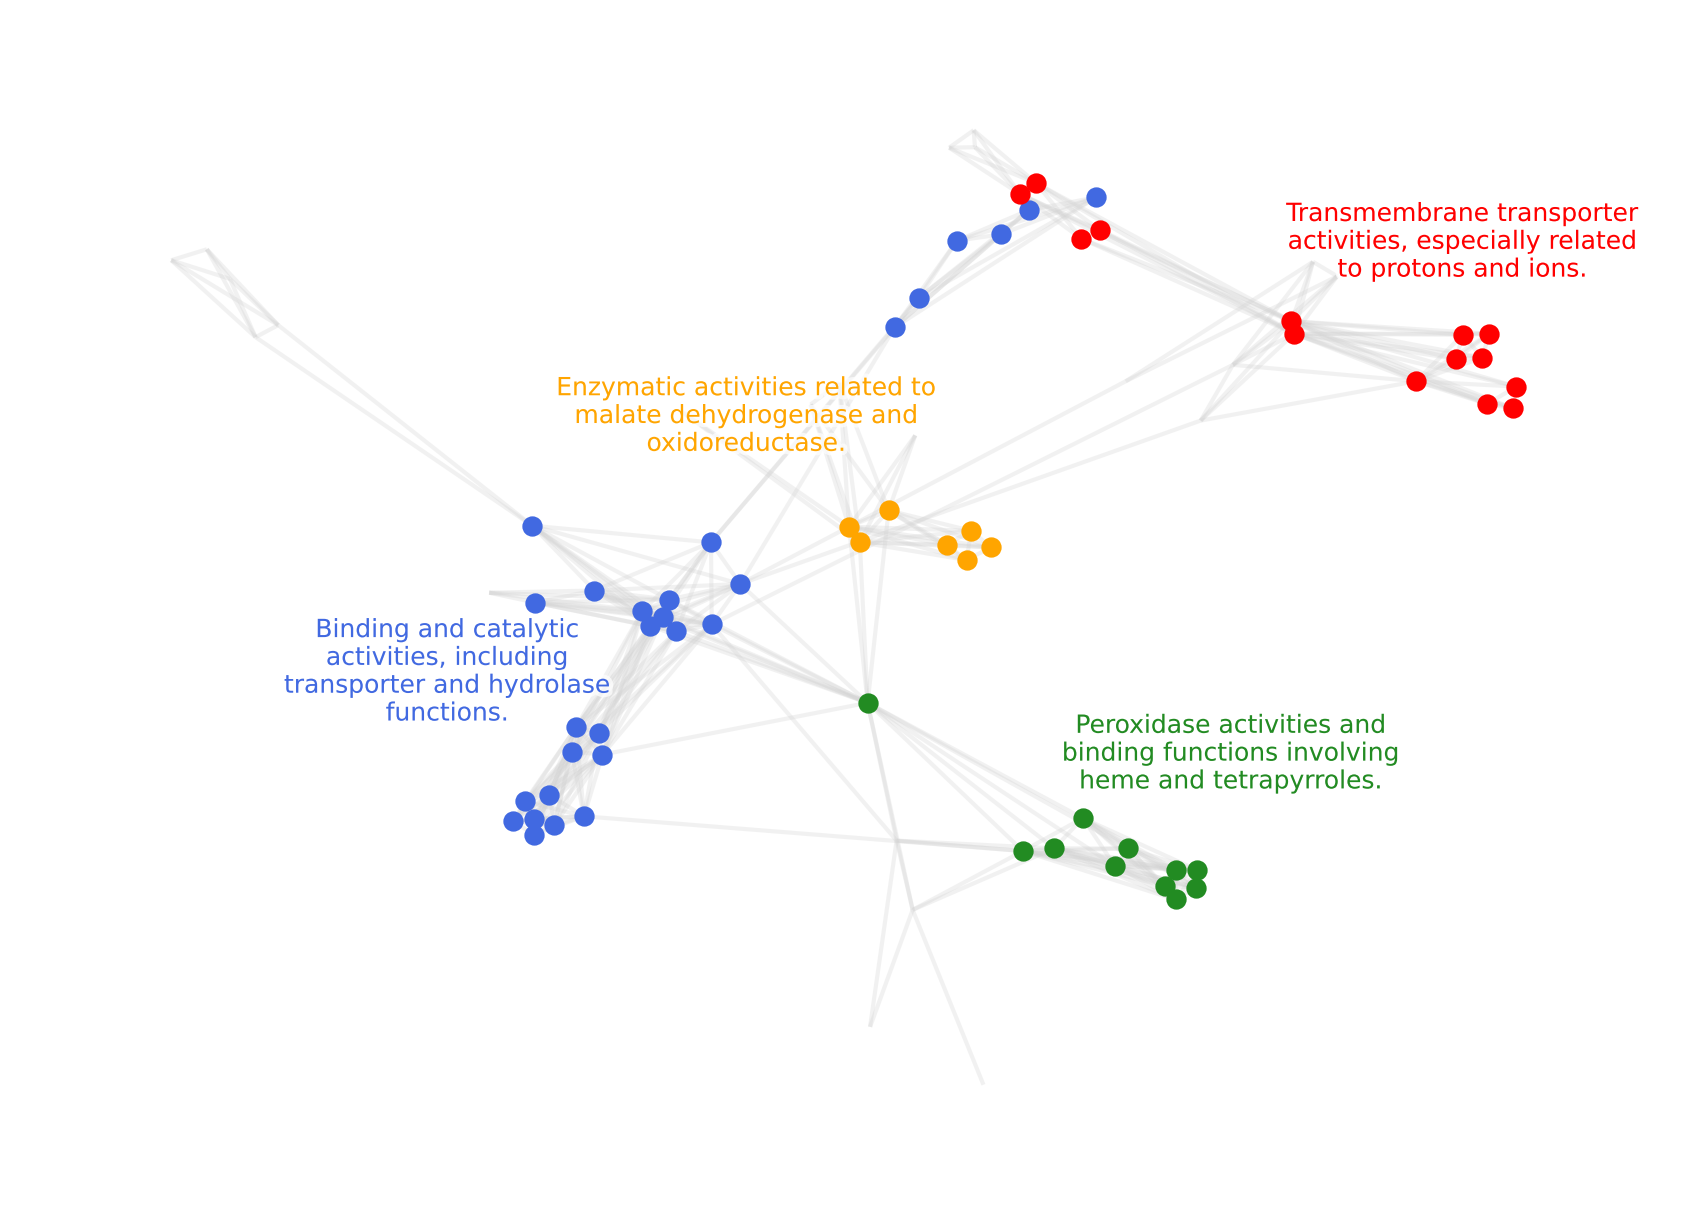 Transmembrane transporter
activities, especially related
to protons and ions.
Enzymatic activities related to
malate dehydrogenase and
oxidoreductase.
Binding and catalytic
activities, including
transporter and hydrolase
functions.
Peroxidase activities and
binding functions involving
heme and tetrapyrroles.